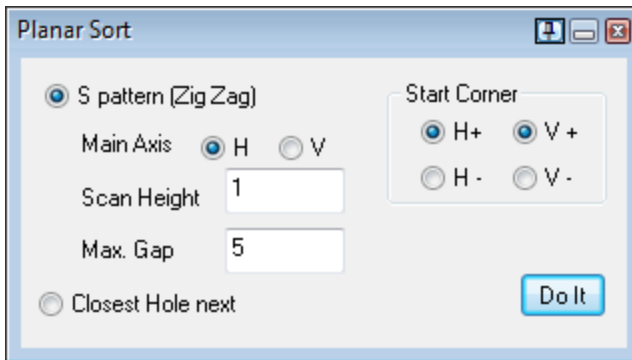 Planar Sort
S pattern (Zig Zag)
Main Axis H V
Scan Height 1
Max. Gap 5
Closest Hole next
Start Corner
H+ V +
H - V -
Do It